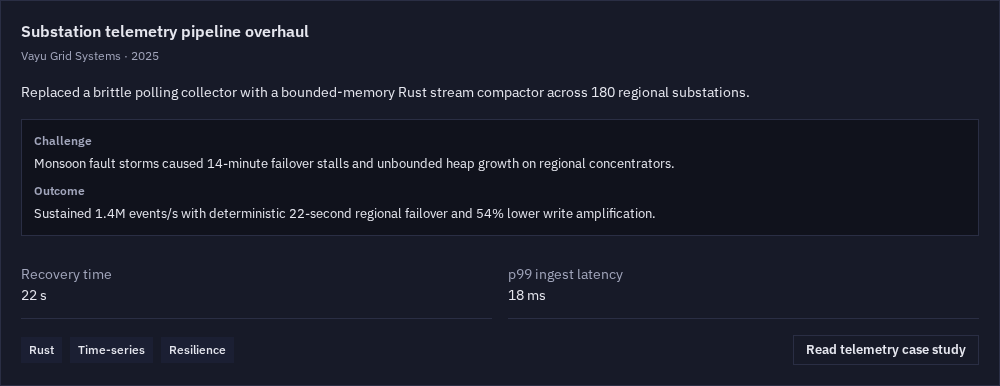 Substation telemetry pipeline overhaul
Vayu Grid Systems · 2025
Replaced a brittle polling collector with a bounded-memory Rust stream compactor across 180 regional substations.
Challenge
Monsoon fault storms caused 14-minute failover stalls and unbounded heap growth on regional concentrators.
Outcome
Sustained 1.4M events/s with deterministic 22-second regional failover and 54% lower write amplification.
Recovery time
22 s
p99 ingest latency
18 ms
Rust Time-series Resilience
Read telemetry case study